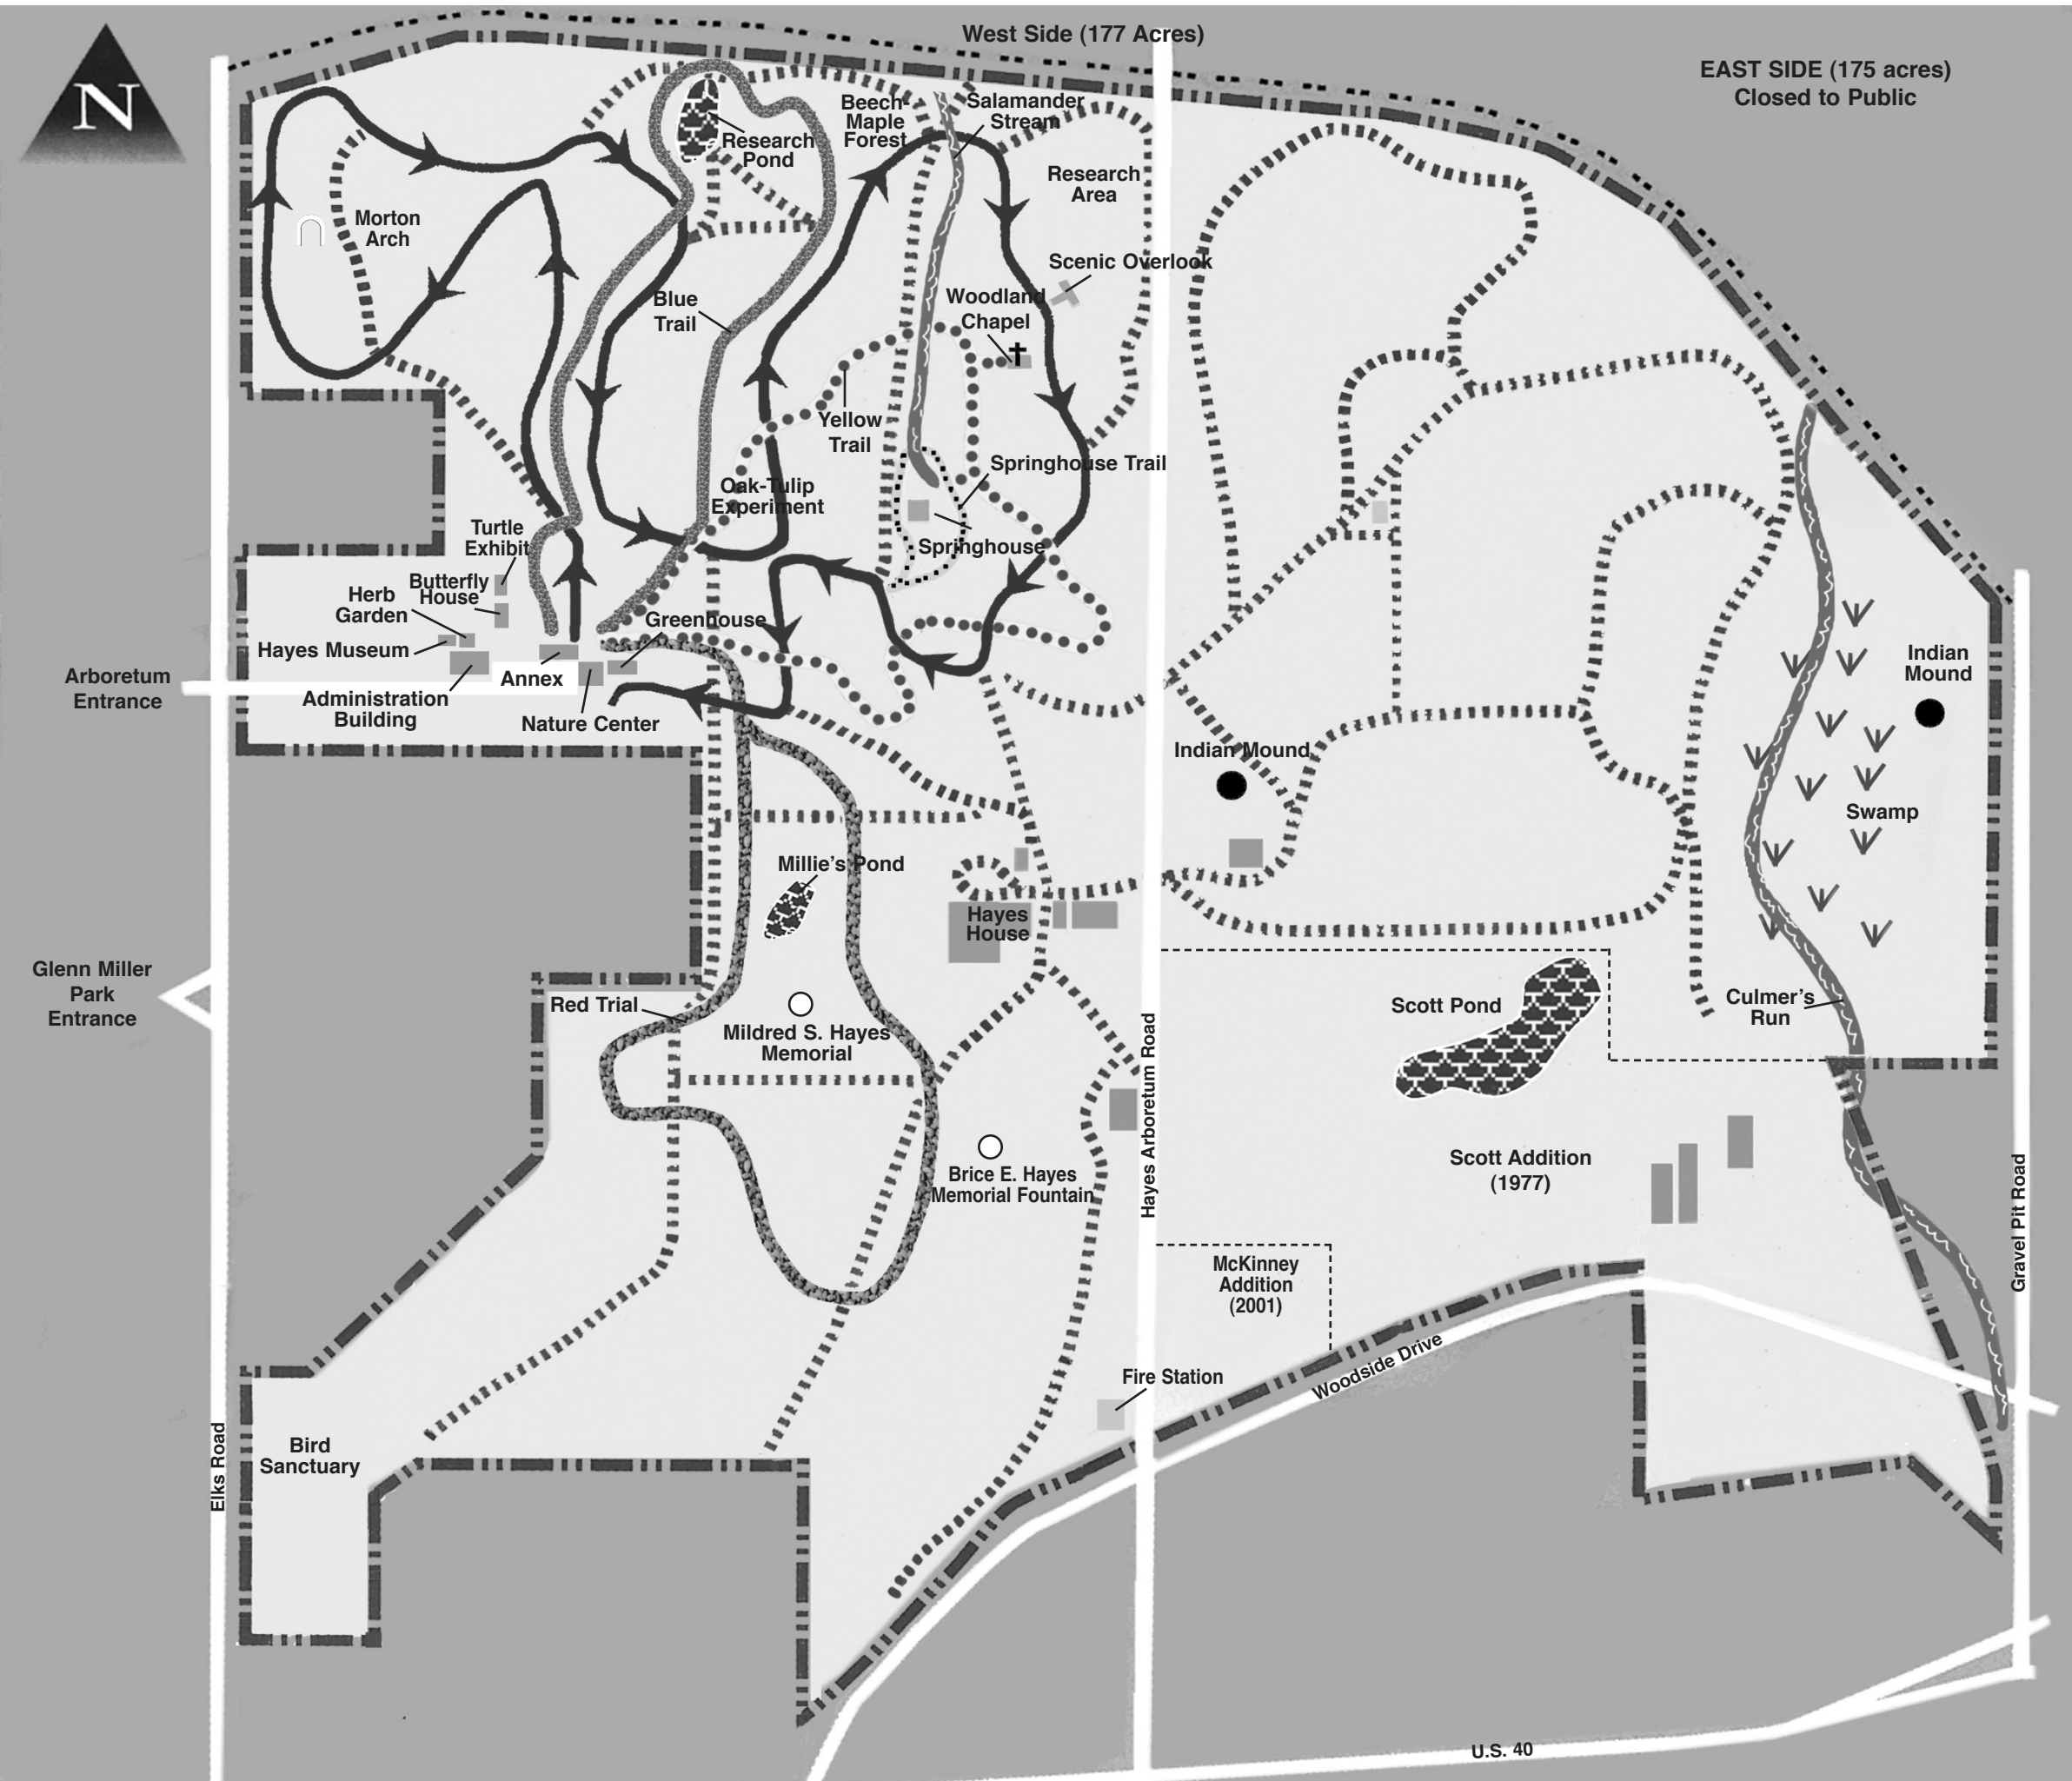 West Side (177 Acres)
EAST SIDE (175 acres)
Closed to Public
N
Beech-
Maple
Forest
Salamander
Stream
Research
Pond
Research
Area
Morton
Arch
Scenic Overlook
Woodland
Chapel
Blue
Trail
Yellow
Trail
Springhouse Trail
Oak-Tulip
Experiment
Springhouse
Turtle
Exhibit
Butterfly
House
Herb
Garden
Greenhouse
Hayes Museum
Annex
Arboretum
Entrance
Administration
Building
Nature Center
Indian
Mound
Indian Mound
Swamp
Millie's Pond
Hayes
House
Glenn Miller
Park
Entrance
Red Trial
Mildred S. Hayes
Memorial
Scott Pond
Culmer's
Run
Hayes Arboretum Road
Brice E. Hayes
Memorial Fountain
Scott Addition
(1977)
Gravel Pit Road
McKinney
Addition
(2001)
Woodside Drive
Fire Station
Bird
Sanctuary
Elks Road
U.S. 40